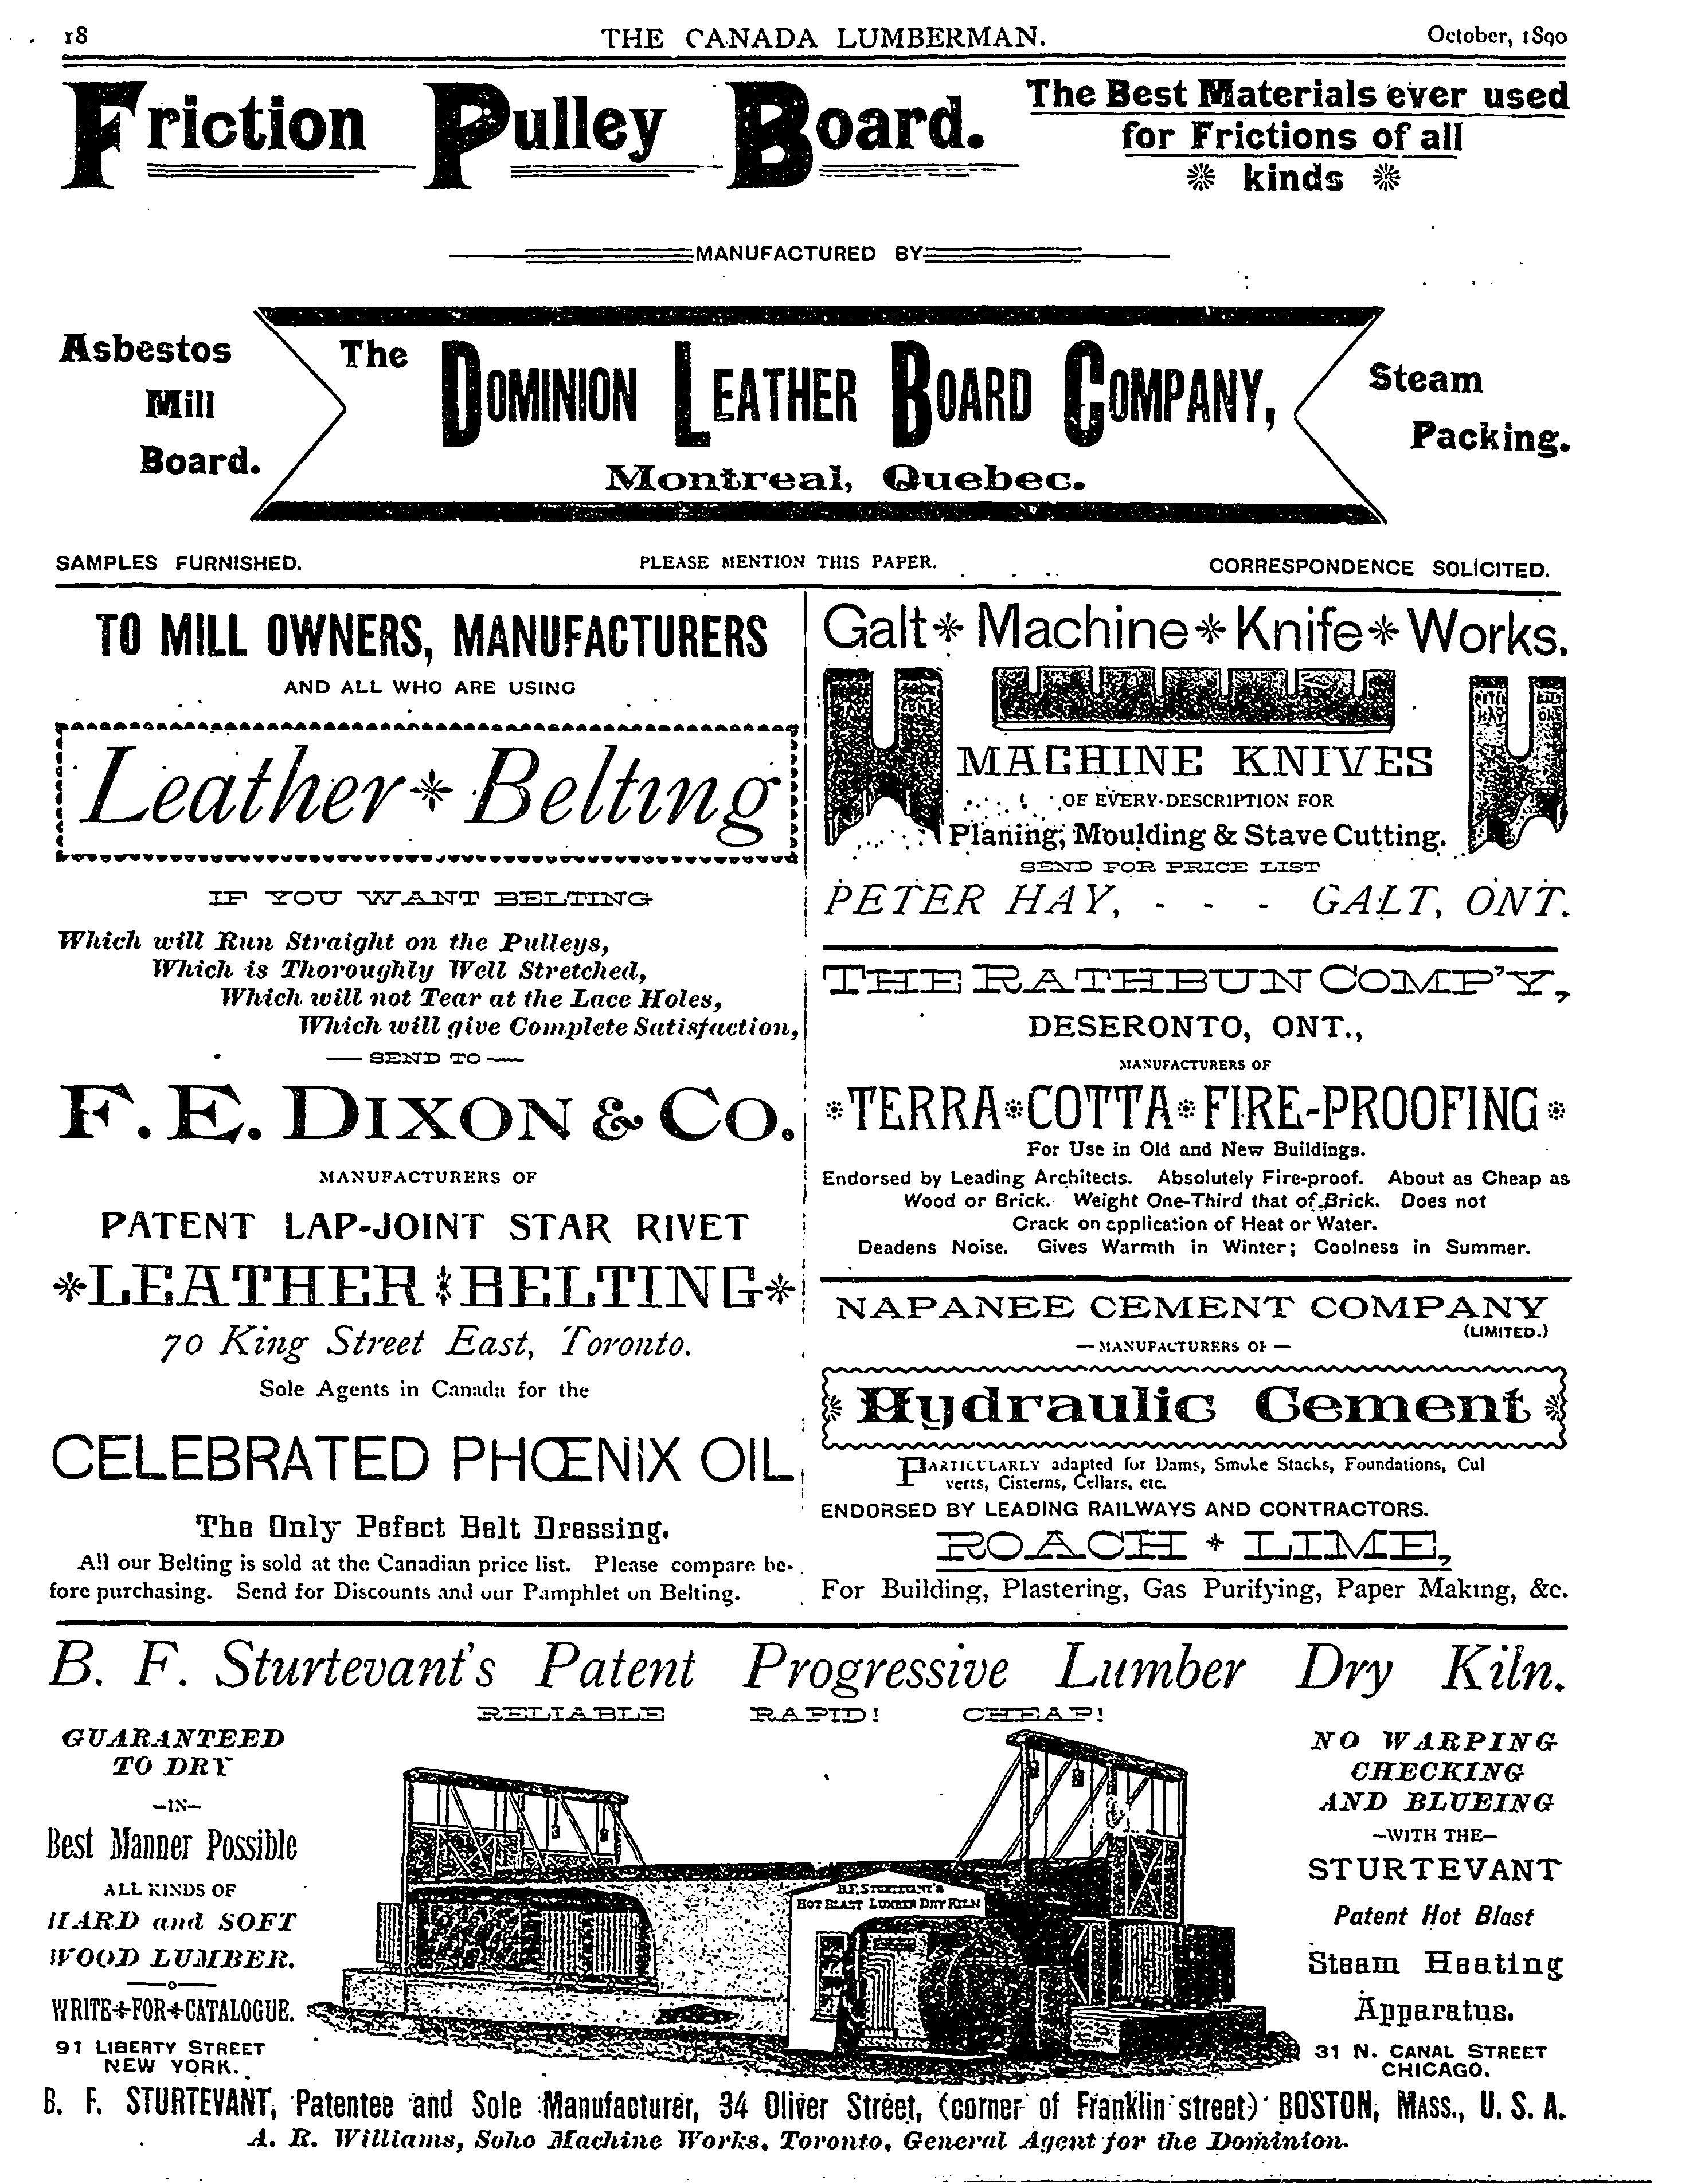 18 THE CANADA LUMBERMAN. October, 1890
Friction Pulley Board.
The Best Materials ever used
for Frictions of all
kinds
MANUFACTURED BY
Asbestos
Mill
Board.
The DOMINION LEATHER BOARD COMPANY,
Montreal, Quebec.
Steam
Packing.
SAMPLES FURNISHED. PLEASE MENTION THIS PAPER. CORRESPONDENCE SOLICITED.
TO MILL OWNERS, MANUFACTURERS
AND ALL WHO ARE USING
Leather Belting
IF YOU WANT BELTING
Which will Run Straight on the Pulleys,
Which is Thoroughly Well Stretched,
Which will not Tear at the Lace Holes,
Which will give Complete Satisfaction,
— SEND TO —
F. E. DIXON & CO.
MANUFACTURERS OF
PATENT LAP-JOINT STAR RIVET
LEATHER BELTING
70 King Street East, Toronto.
Sole Agents in Canada for the
CELEBRATED PHŒNIX OIL
The Only Pefect Belt Dressing.
All our Belting is sold at the Canadian price list. Please compare be-
fore purchasing. Send for Discounts and our Pamphlet on Belting.
Galt Machine Knife Works.
PETER HAY GALT ONT
MACHINE KNIVES
OF EVERY DESCRIPTION FOR
Planing, Moulding & Stave Cutting.
SEND FOR PRICE LIST
PETER HAY, - - - GALT, ONT.
THE RATHBUN COMP'Y,
DESERONTO, ONT.,
MANUFACTURERS OF
TERRA COTTA FIRE-PROOFING
For Use in Old and New Buildings.
Endorsed by Leading Architects. Absolutely Fire-proof. About as Cheap as
Wood or Brick. Weight One-Third that of Brick. Does not
Crack on application of Heat or Water.
Deadens Noise. Gives Warmth in Winter; Coolness in Summer.
NAPANEE CEMENT COMPANY
(LIMITED.)
— MANUFACTURERS OF —
Hydraulic Cement
PARTICULARLY adapted for Dams, Smoke Stacks, Foundations, Cul
verts, Cisterns, Cellars, etc.
ENDORSED BY LEADING RAILWAYS AND CONTRACTORS.
ROACH LIME,
For Building, Plastering, Gas Purifying, Paper Making, &c.
B. F. Sturtevant's Patent Progressive Lumber Dry Kiln.
RELIABLE RAPID! CHEAP!
GUARANTEED
TO DRY
—IN—
Best Manner Possible
ALL KINDS OF
HARD and SOFT
WOOD LUMBER.
—o—
WRITE FOR CATALOGUE.
91 LIBERTY STREET
NEW YORK.
B.F. STURTEVANT'S
HOT BLAST LUMBER DRY KILN
NO WARPING
CHECKING
AND BLUEING
—WITH THE—
STURTEVANT
Patent Hot Blast
Steam Heating
Apparatus.
31 N. CANAL STREET
CHICAGO.
B. F. STURTEVANT, Patentee and Sole Manufacturer, 34 Oliver Street, (corner of Franklin street) BOSTON, MASS., U. S. A.
A. R. Williams, Soho Machine Works, Toronto, General Agent for the Dominion.